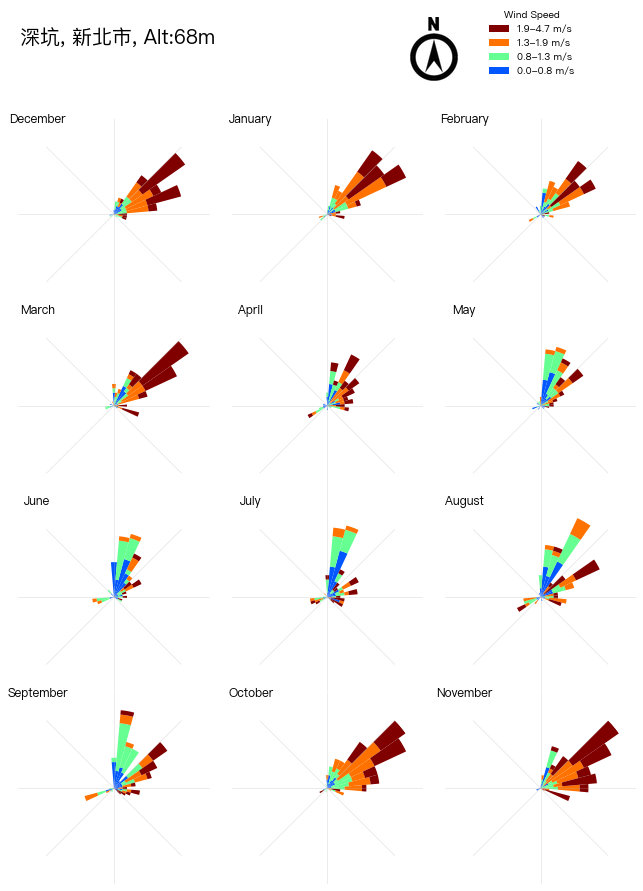 深坑, 新北市, Alt:68m
N
Wind Speed
1.9–4.7 m/s
1.3–1.9 m/s
0.8–1.3 m/s
0.0–0.8 m/s
December
January
February
March
April
May
June
July
August
September
October
November